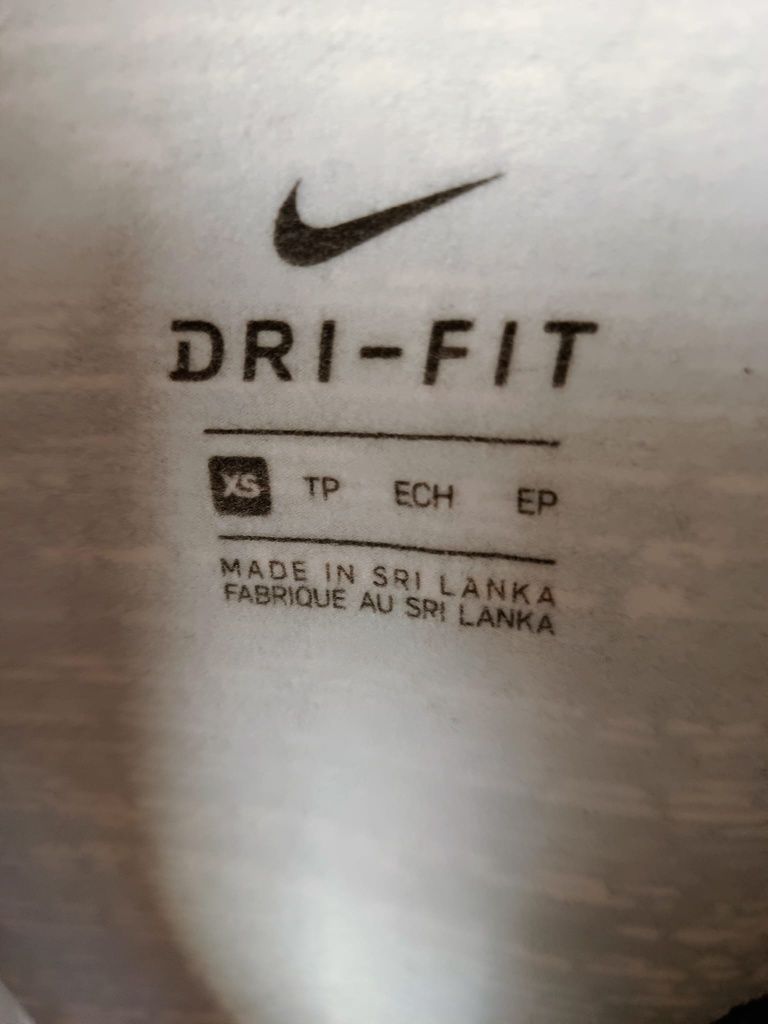 DRI-FIT
XS TP ECH EP
MADE IN SRI LANKA
FABRIQUE AU SRI LANKA